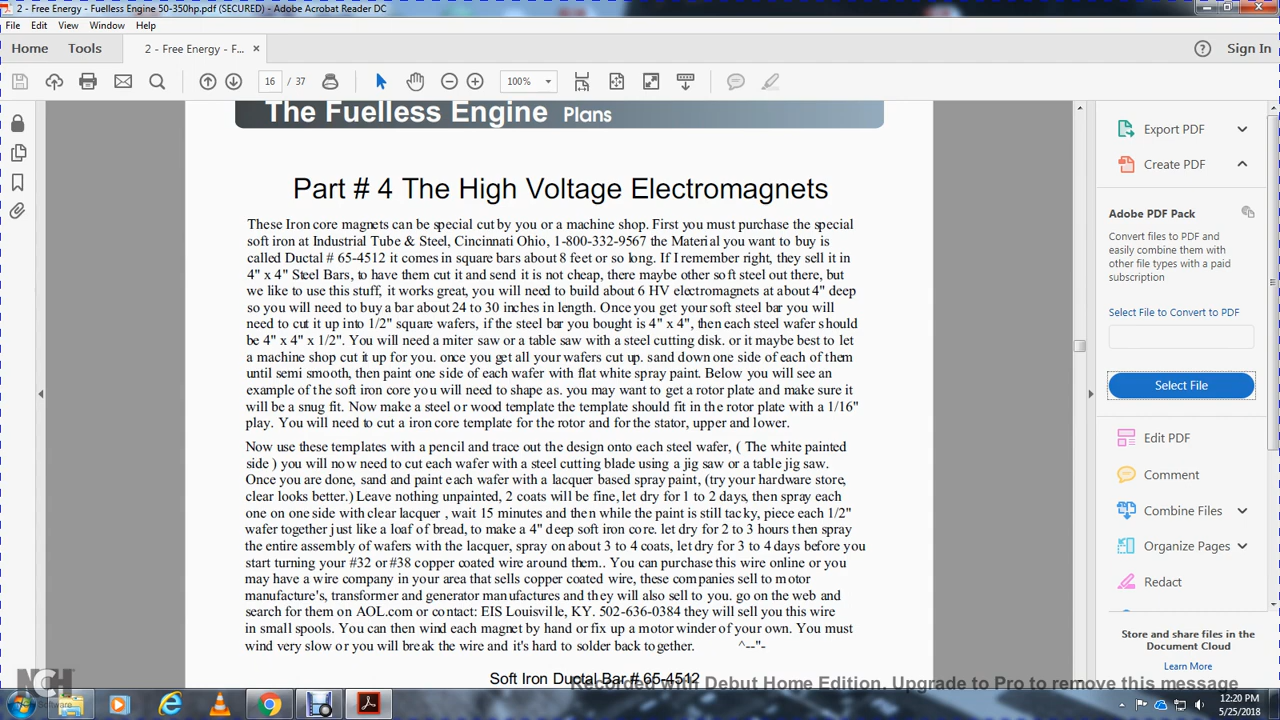 2 - Free Energy - Fuelless Engine 50-350hp.pdf (SECURED) - Adobe Acrobat Reader DC
File Edit View Window Help
Home Tools 2 - Free Energy - F... Sign In
16 / 37 100%
The Fuelless Engine Plans
Part # 4 The High Voltage Electromagnets
These Iron core magnets can be special cut by you or a machine shop. First you must purchase the special
soft iron at Industrial Tube & Steel, Cincinnati Ohio, 1-800-332-9567 the Material you want to buy is
called Ductal # 65-4512 it comes in square bars about 8 feet or so long. If I remember right, they sell it in
4" x 4" Steel Bars, to have them cut it and send it is not cheap, there maybe other soft steel out there, but
we like to use this stuff, it works great, you will need to build about 6 HV electromagnets at about 4" deep
so you will need to buy a bar about 24 to 30 inches in length. Once you get your soft steel bar you will
need to cut it up into 1/2" square wafers, if the steel bar you bought is 4" x 4", then each steel wafer should
be 4" x 4" x 1/2". You will need a miter saw or a table saw with a steel cutting disk. or it maybe best to let
a machine shop cut it up for you. once you get all your wafers cut up. sand down one side of each of them
until semi smooth, then paint one side of each wafer with flat white spray paint. Below you will see an
example of the soft iron core you will need to shape as. you may want to get a rotor plate and make sure it
will be a snug fit. Now make a steel or wood template the template should fit in the rotor plate with a 1/16"
play. You will need to cut a iron core template for the rotor and for the stator, upper and lower.
Now use these templates with a pencil and trace out the design onto each steel wafer, ( The white painted
side ) you will now need to cut each wafer with a steel cutting blade using a jig saw or a table jig saw.
Once you are done, sand and paint each wafer with a lacquer based spray paint, (try your hardware store,
clear looks better.) Leave nothing unpainted, 2 coats will be fine, let dry for 1 to 2 days, then spray each
one on one side with clear lacquer , wait 15 minutes and then while the paint is still tacky, piece each 1/2"
wafer together just like a loaf of bread, to make a 4" deep soft iron core. let dry for 2 to 3 hours then spray
the entire assembly of wafers with the lacquer, spray on about 3 to 4 coats, let dry for 3 to 4 days before you
start turning your #32 or #38 copper coated wire around them.. You can purchase this wire online or you
may have a wire company in your area that sells copper coated wire, these companies sell to motor
manufacture's, transformer and generator manufactures and they will also sell to you. go on the web and
search for them on AOL.com or contact: EIS Louisville, KY. 502-636-0384 they will sell you this wire
in small spools. You can then wind each magnet by hand or fix up a motor winder of your own. You must
wind very slow or you will break the wire and it's hard to solder back together. ^--"-
Soft Iron Ductal Bar # 65-4512
Export PDF
Create PDF
Adobe PDF Pack
Convert files to PDF and
easily combine them with
other file types with a paid
subscription
Select File to Convert to PDF
Select File
Edit PDF
Comment
Combine Files
Organize Pages
Redact
Store and share files in the
Document Cloud
Learn More
NCH
Software
Recorded with Debut Home Edition. Upgrade to Pro to remove this message
12:20 PM
5/25/2018